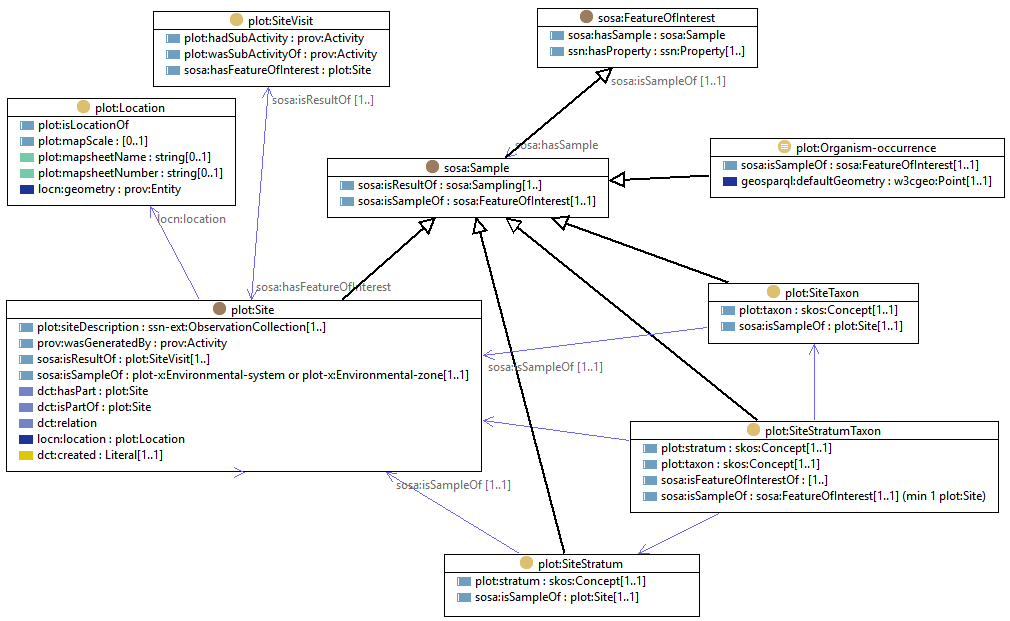 plot:SiteVisit
plot:hadSubActivity : prov:Activity
plot:wasSubActivityOf : prov:Activity
sosa:hasFeatureOfInterest : plot:Site
sosa:FeatureOfInterest
sosa:hasSample : sosa:Sample
ssn:hasProperty : ssn:Property[1..]
sosa:isSampleOf [1..1]
sosa:isResultOf [1..]
plot:Location
plot:isLocationOf
plot:mapScale : [0..1]
plot:mapsheetName : string[0..1]
plot:mapsheetNumber : string[0..1]
locn:geometry : prov:Entity
sosa:hasSample
plot:Organism-occurrence
sosa:isSampleOf : sosa:FeatureOfInterest[1..1]
geosparql:defaultGeometry : w3cgeo:Point[1..1]
sosa:Sample
sosa:isResultOf : sosa:Sampling[1..]
sosa:isSampleOf : sosa:FeatureOfInterest[1..1]
locn:location
sosa:hasFeatureOfInterest
plot:SiteTaxon
plot:taxon : skos:Concept[1..1]
sosa:isSampleOf : plot:Site[1..1]
plot:Site
plot:siteDescription : ssn-ext:ObservationCollection[1..]
prov:wasGeneratedBy : prov:Activity
sosa:isResultOf : plot:SiteVisit[1..]
sosa:isSampleOf : plot-x:Environmental-system or plot-x:Environmental-zone[1..1]
dct:hasPart : plot:Site
dct:isPartOf : plot:Site
dct:relation
locn:location : plot:Location
dct:created : Literal[1..1]
sosa:isSampleOf [1..1]
plot:SiteStratumTaxon
plot:stratum : skos:Concept[1..1]
plot:taxon : skos:Concept[1..1]
sosa:isFeatureOfInterestOf : [1..]
sosa:isSampleOf : sosa:FeatureOfInterest[1..1] (min 1 plot:Site)
sosa:isSampleOf [1..1]
plot:SiteStratum
plot:stratum : skos:Concept[1..1]
sosa:isSampleOf : plot:Site[1..1]